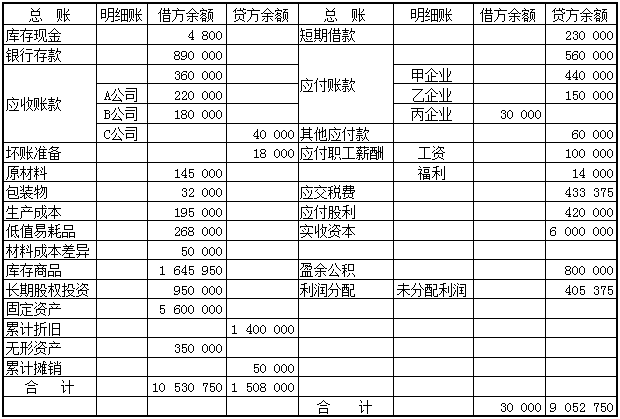 总 账 明细账 借方余额 贷方余额 总 账 明细账 借方余额 贷方余额
库存现金 4 800 短期借款 230 000
银行存款 890 000 应付账款 560 000
应收账款 360 000 甲企业 440 000
A公司 220 000 乙企业 150 000
B公司 180 000 丙企业 30 000
C公司 40 000 其他应付款 60 000
坏账准备 18 000 应付职工薪酬 工资 100 000
原材料 145 000 福利 14 000
包装物 32 000 应交税费 433 375
生产成本 195 000 应付股利 420 000
低值易耗品 268 000 实收资本 6 000 000
材料成本差异 50 000
库存商品 1 645 950 盈余公积 800 000
长期股权投资 950 000 利润分配 未分配利润 405 375
固定资产 5 600 000
累计折旧 1 400 000
无形资产 350 000
累计摊销 50 000
合 计 10 530 750 1 508 000
合 计 30 000 9 052 750